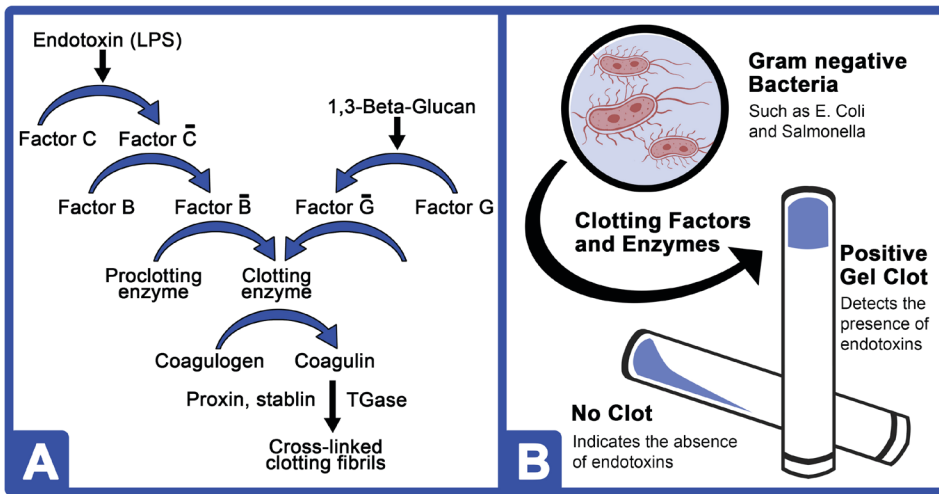 Endotoxin (LPS)
1,3-Beta-Glucan
Factor C
Factor C̄
Factor B
Factor B̄
Factor Ḡ
Factor G
Proclotting
enzyme
Clotting
enzyme
Coagulogen
Coagulin
Proxin, stablin
TGase
Cross-linked
clotting fibrils
A
Gram negative
Bacteria
Such as E. Coli
and Salmonella
Clotting Factors
and Enzymes
Positive
Gel Clot
Detects the
presence of
endotoxins
No Clot
Indicates the absence
of endotoxins
B